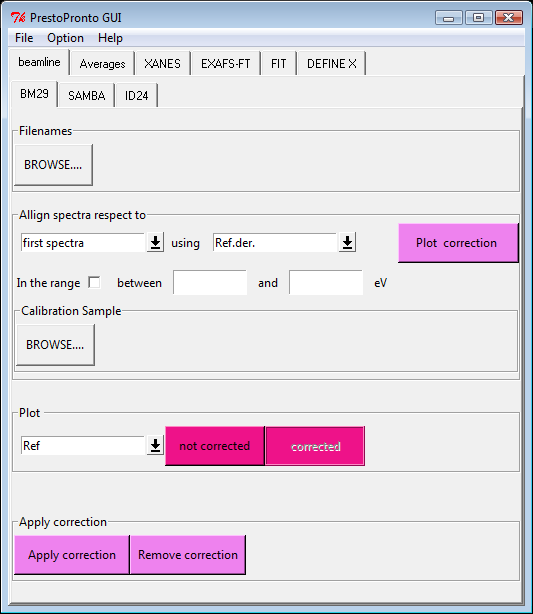 PrestoPronto GUI
File Option Help
beamline Averages XANES EXAFS-FT FIT DEFINE X
BM29 SAMBA ID24
Filenames
BROWSE....
Allign spectra respect to
first spectra using Ref.der. Plot correction
In the range between and eV
Calibration Sample
BROWSE....
Plot
Ref not corrected corrected
Apply correction
Apply correction Remove correction